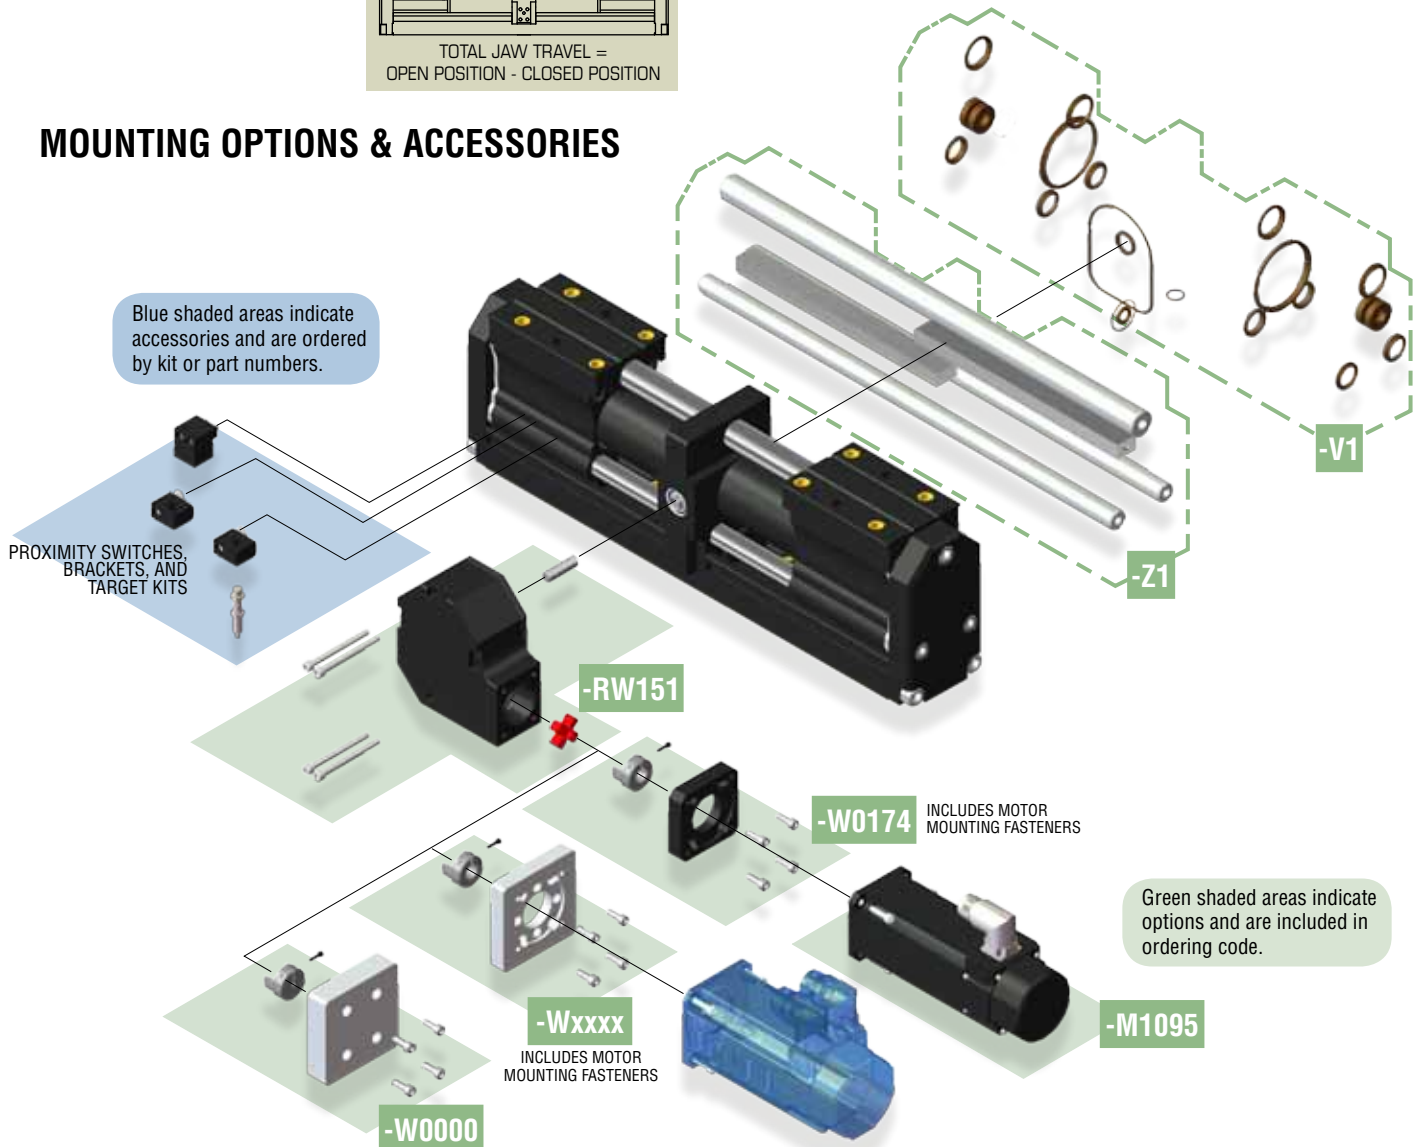 TOTAL JAW TRAVEL =
OPEN POSITION - CLOSED POSITION
MOUNTING OPTIONS & ACCESSORIES
Blue shaded areas indicate
accessories and are ordered
by kit or part numbers.
-V1
-Z1
PROXIMITY SWITCHES,
BRACKETS, AND
TARGET KITS
-RW151
-W0174
INCLUDES MOTOR
MOUNTING FASTENERS
Green shaded areas indicate
options and are included in
ordering code.
-M1095
-Wxxxx
INCLUDES MOTOR
MOUNTING FASTENERS
-W0000